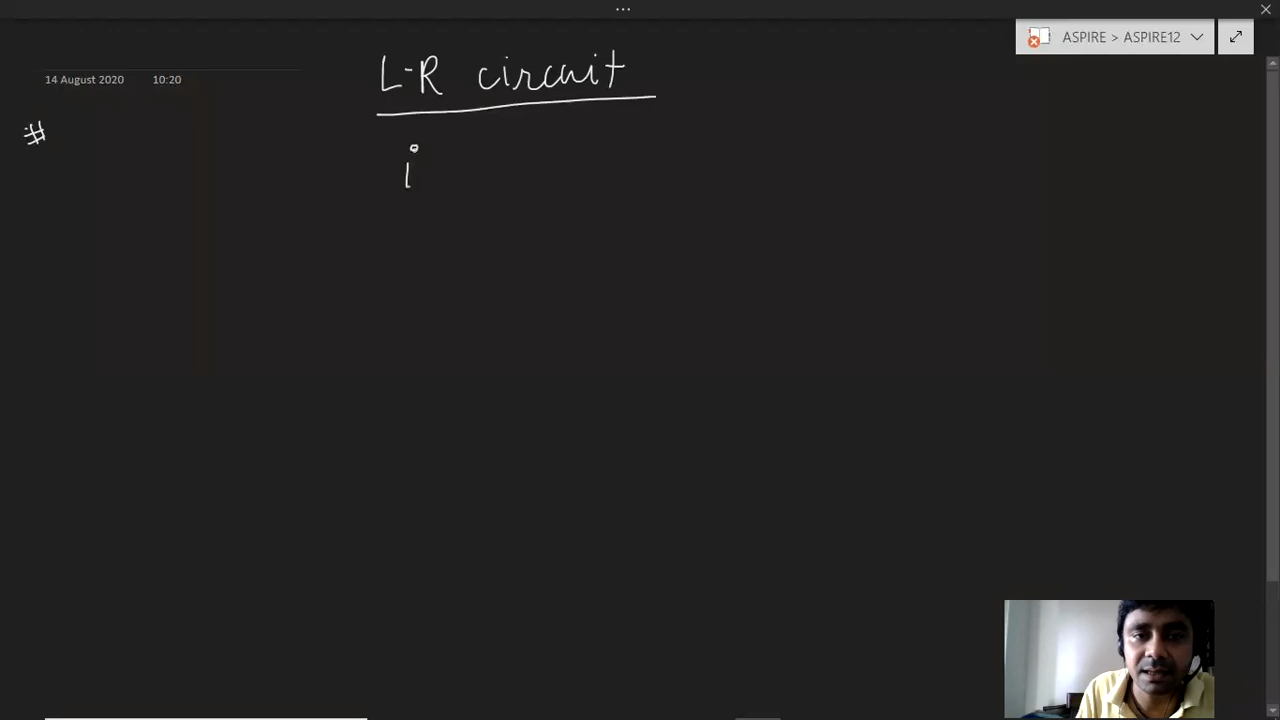 ASPIRE > ASPIRE12
L-R circuit
14 August 2020 10:20
#
i